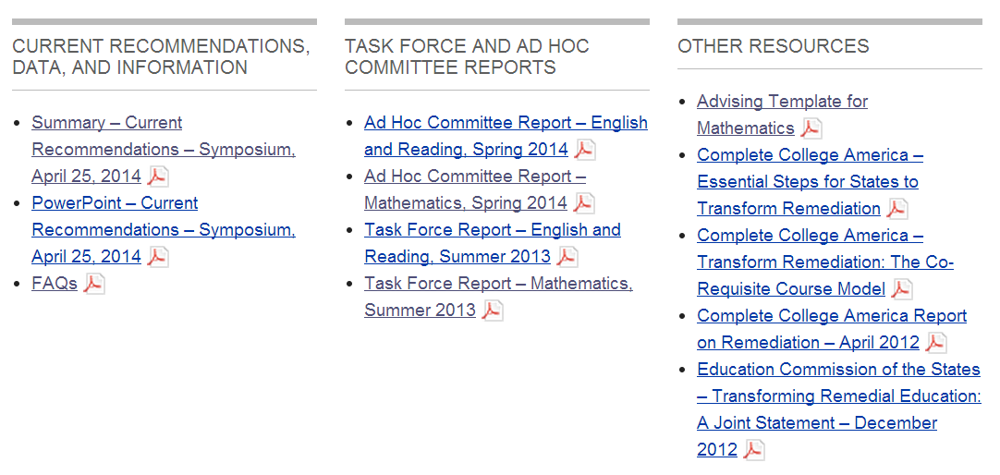 CURRENT RECOMMENDATIONS,
DATA, AND INFORMATION
Summary – Current
Recommendations – Symposium,
April 25, 2014
PowerPoint – Current
Recommendations – Symposium,
April 25, 2014
FAQs
TASK FORCE AND AD HOC
COMMITTEE REPORTS
Ad Hoc Committee Report – English
and Reading, Spring 2014
Ad Hoc Committee Report –
Mathematics, Spring 2014
Task Force Report – English and
Reading, Summer 2013
Task Force Report – Mathematics,
Summer 2013
OTHER RESOURCES
Advising Template for
Mathematics
Complete College America –
Essential Steps for States to
Transform Remediation
Complete College America –
Transform Remediation: The Co-
Requisite Course Model
Complete College America Report
on Remediation – April 2012
Education Commission of the States
– Transforming Remedial Education:
A Joint Statement – December
2012